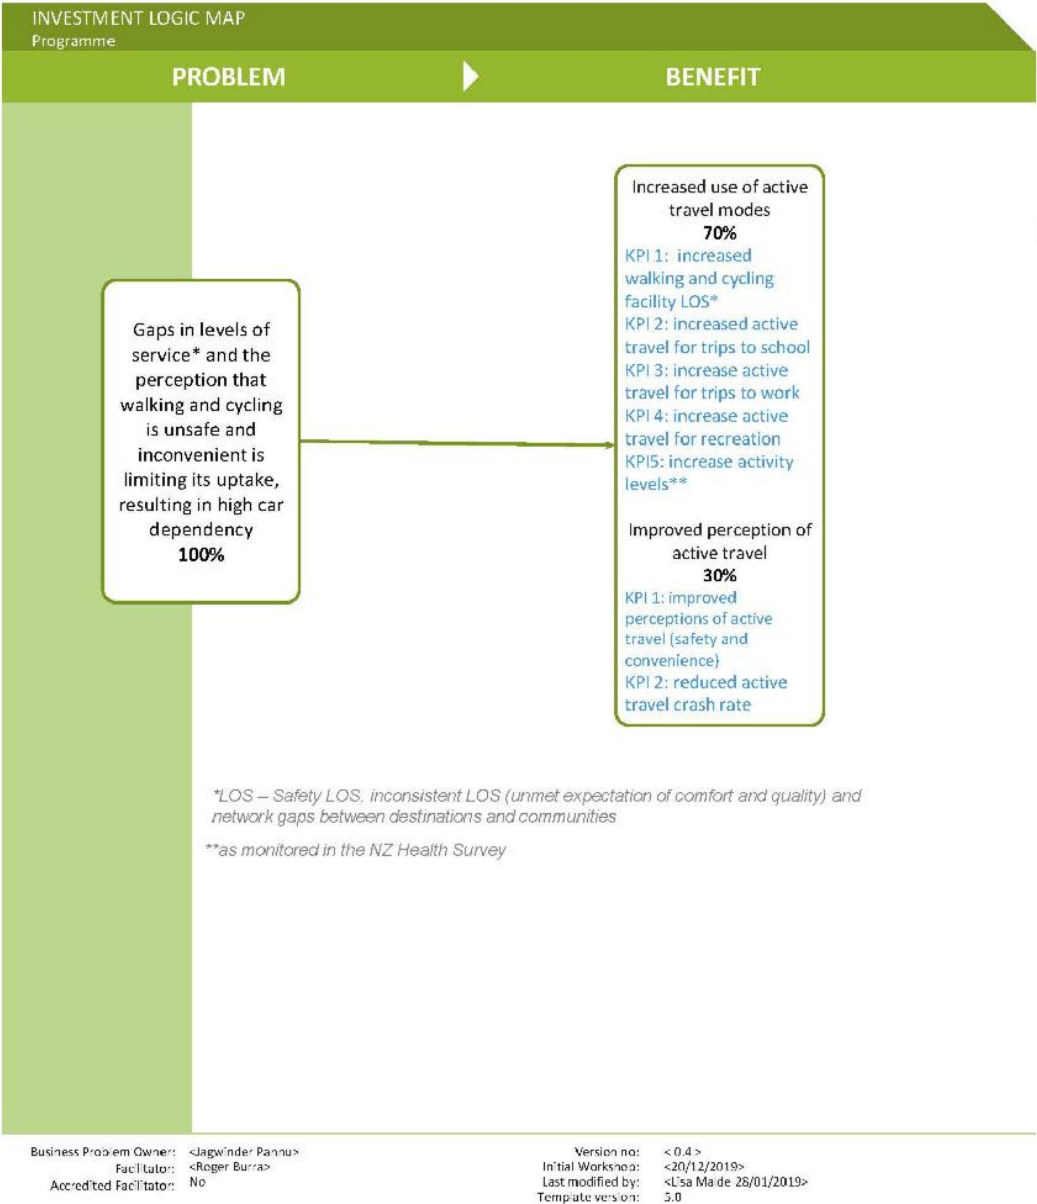 INVESTMENT LOGIC MAP
Programme
PROBLEM
BENEFIT
Gaps in levels of
service* and the
perception that
walking and cycling
is unsafe and
inconvenient is
limiting its uptake,
resulting in high car
dependency
100%
Increased use of active
travel modes
70%
KPI 1: increased
walking and cycling
facility LOS*
KPI 2: increased active
travel for trips to school
KPI 3: increase active
travel for trips to work
KPI 4: increase active
travel for recreation
KPI5: increase activity
levels**
Improved perception of
active travel
30%
KPI 1: improved
perceptions of active
travel (safety and
convenience)
KPI 2: reduced active
travel crash rate
*LOS – Safety LOS, inconsistent LOS (unmet expectation of comfort and quality) and
network gaps between destinations and communities
**as monitored in the NZ Health Survey
Business Problem Owner: <Jagwinder Pannu>
Facilitator: <Roger Burra>
Accredited Facilitator: No
Version no: < 0.4 >
Initial Workshop: <20/12/2019>
Last modified by: <Lisa Malde 28/01/2019>
Template version: 5.0